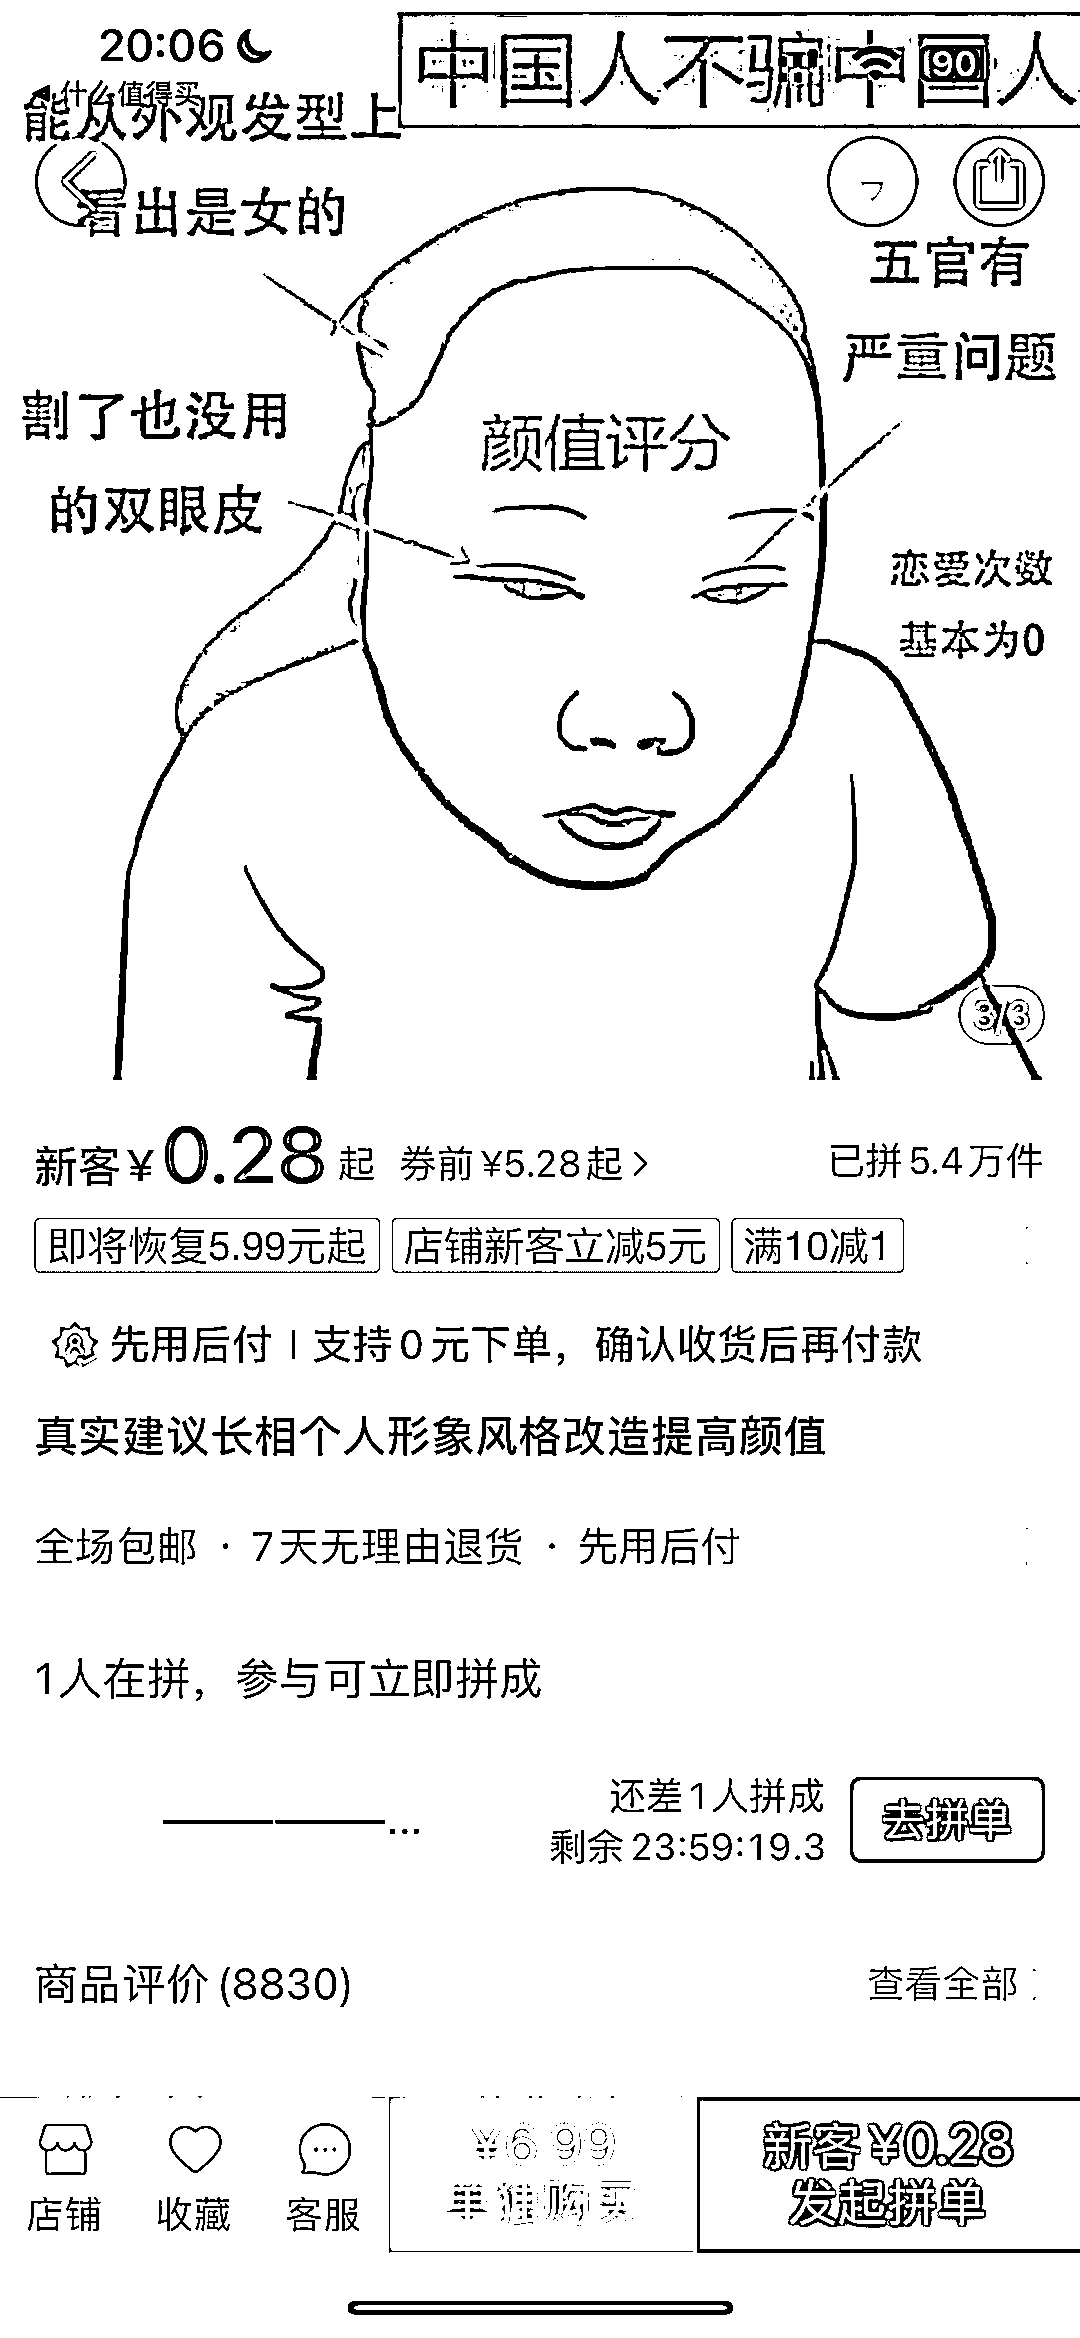 20:06
90
中国人不骗中国人
什么值得买
能从外观发型上
看出是女的
五官有
严重问题
割了也没用
的双眼皮
颜值评分
恋爱次数
基本为0
3/3
新客¥0.28起 券前¥5.28起 已拼5.4万件
即将恢复5.99元起 店铺新客立减5元 满10减1
先用后付 | 支持0元下单，确认收货后再付款
真实建议长相个人形象风格改造提高颜值
全场包邮 · 7天无理由退货 · 先用后付
1人在拼，参与可立即拼成
还差1人拼成
剩余23:59:19.3
去拼单
商品评价(8830) 查看全部
店铺 收藏 客服
¥6.99
单独购买
新客¥0.28
发起拼单